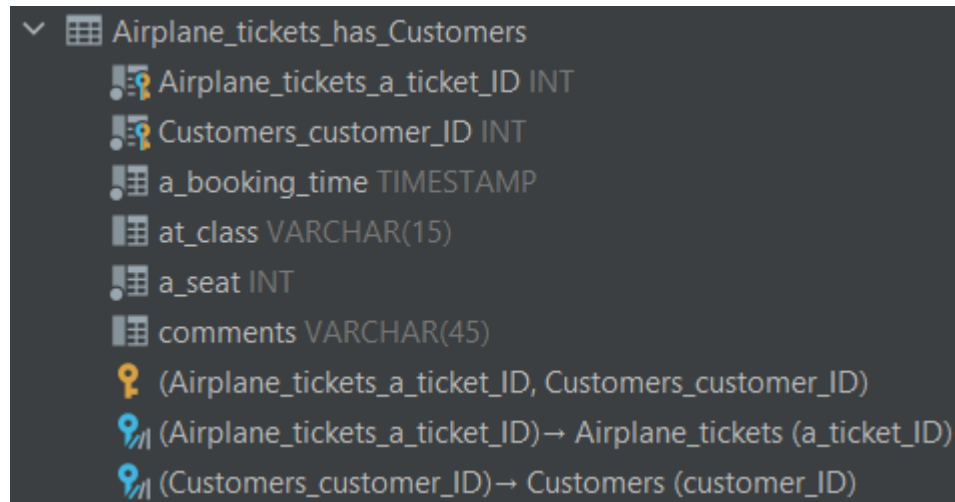 Airplane_tickets_has_Customers
Airplane_tickets_a_ticket_ID INT
Customers_customer_ID INT
a_booking_time TIMESTAMP
at_class VARCHAR(15)
a_seat INT
comments VARCHAR(45)
(Airplane_tickets_a_ticket_ID, Customers_customer_ID)
(Airplane_tickets_a_ticket_ID)→ Airplane_tickets (a_ticket_ID)
(Customers_customer_ID)→ Customers (customer_ID)